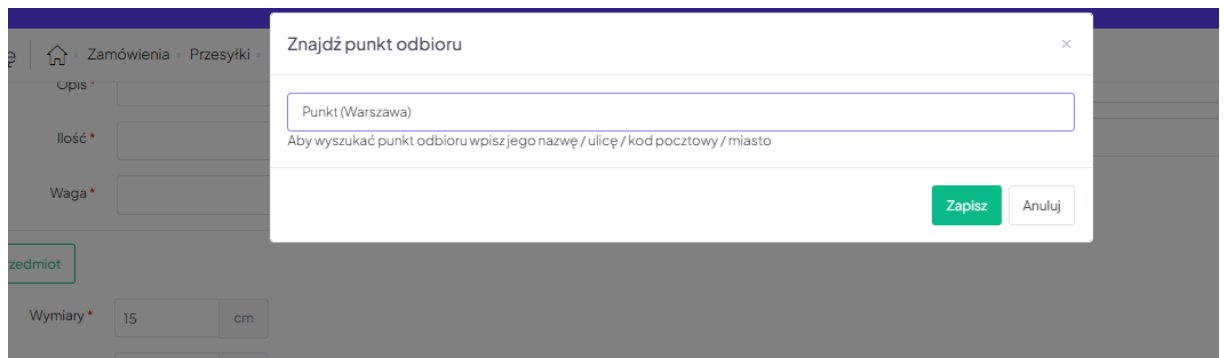 Znajdź punkt odbioru
×
Zamówienia Przesyłki
Opis *
Punkt (Warszawa)
Aby wyszukać punkt odbioru wpisz jego nazwę / ulicę / kod pocztowy / miasto
Ilość *
Waga *
Zapisz Anuluj
rzedmiot
Wymiary * 15 cm